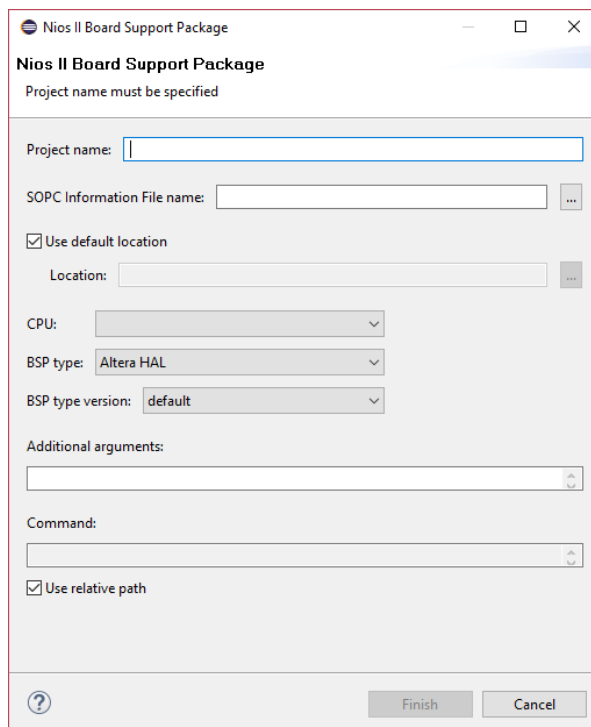 Nios II Board Support Package
Nios II Board Support Package
Project name must be specified
Project name:
SOPC Information File name:
...
Use default location
Location:
...
CPU:
BSP type: Altera HAL
BSP type version: default
Additional arguments:
Command:
Use relative path
?
Finish Cancel